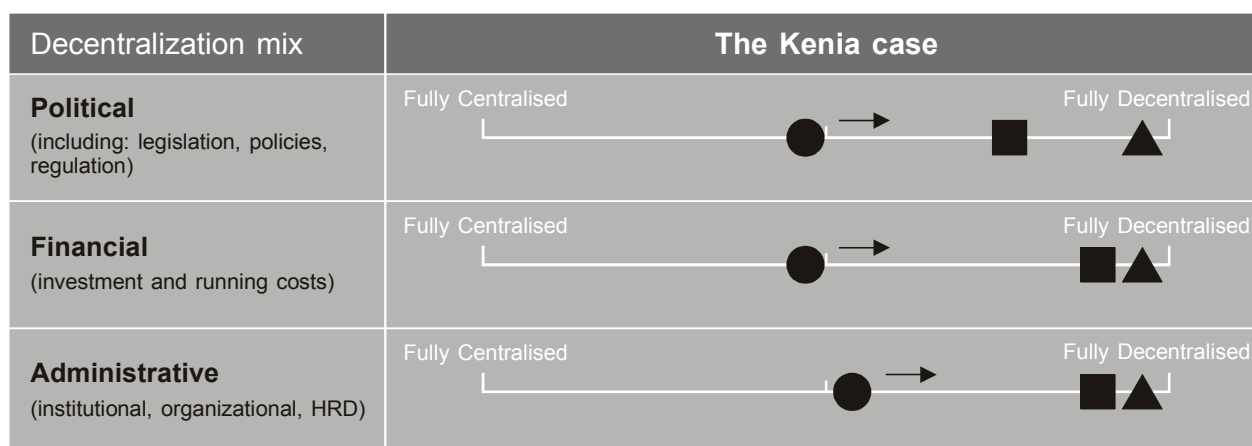 Decentralization mix
The Kenia case
Political
(including: legislation, policies,
regulation)
Fully Centralised
Fully Decentralised
Financial
(investment and running costs)
Fully Centralised
Fully Decentralised
Administrative
(institutional, organizational, HRD)
Fully Centralised
Fully Decentralised